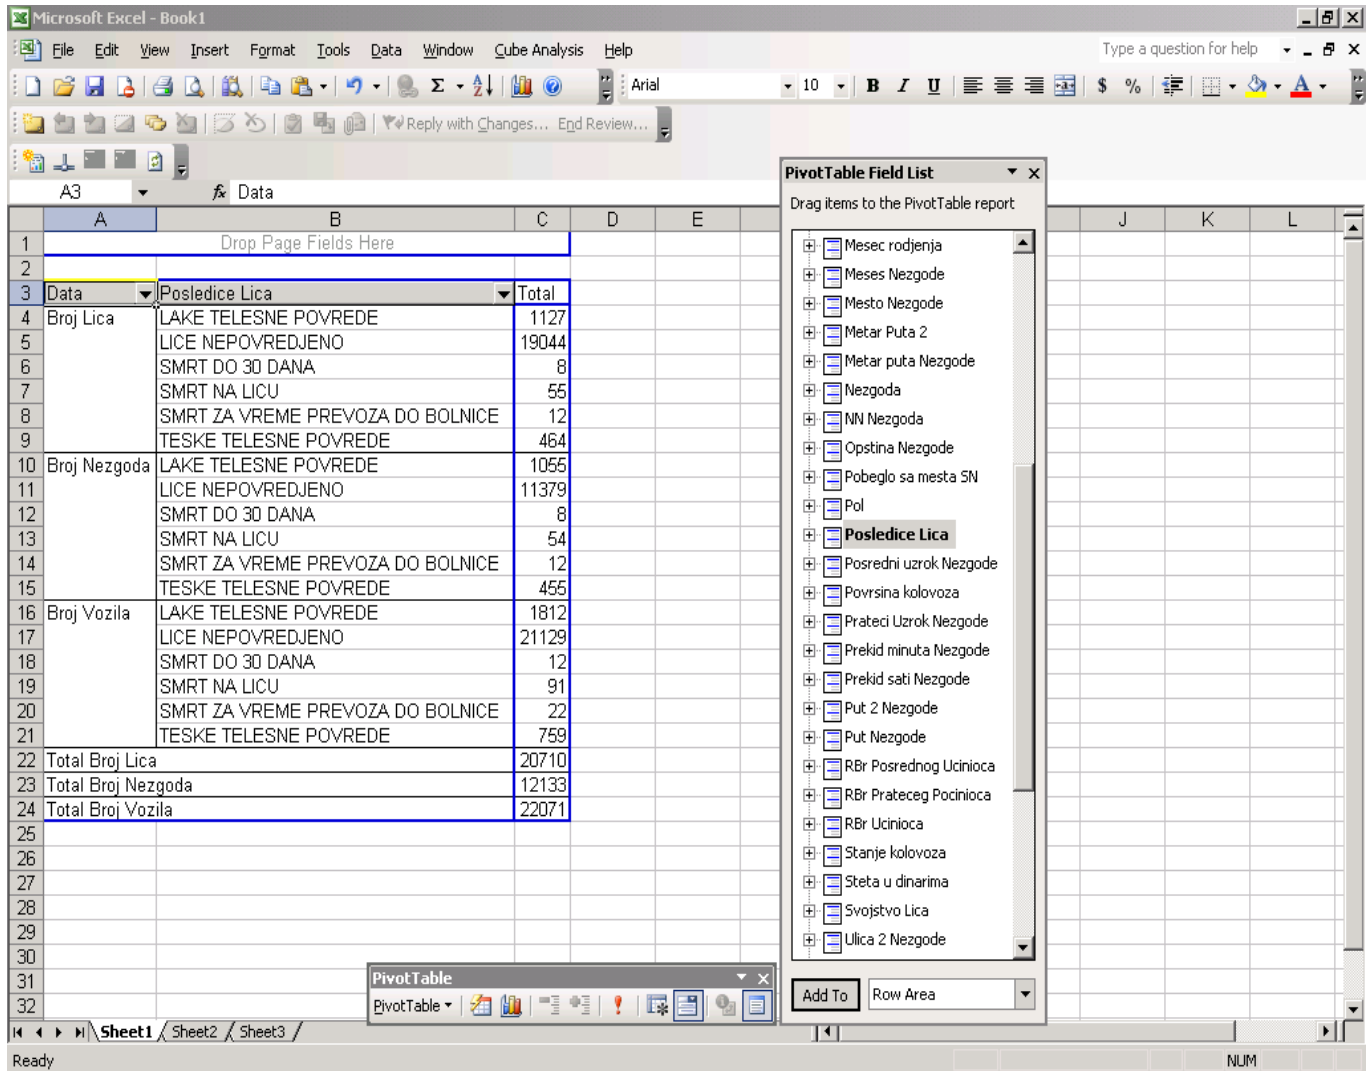 Microsoft Excel - Book1
File Edit View Insert Format Tools Data Window Cube Analysis Help Type a question for help
Arial 10 B I U $ %
Reply with Changes... End Review...
A3 fx Data
A B C D E J K L
1 Drop Page Fields Here
2
3 Data Posledice Lica Total
4 Broj Lica LAKE TELESNE POVREDE 1127
5 LICE NEPOVREDJENO 19044
6 SMRT DO 30 DANA 8
7 SMRT NA LICU 55
8 SMRT ZA VREME PREVOZA DO BOLNICE 12
9 TESKE TELESNE POVREDE 464
10 Broj Nezgoda LAKE TELESNE POVREDE 1055
11 LICE NEPOVREDJENO 11379
12 SMRT DO 30 DANA 8
13 SMRT NA LICU 54
14 SMRT ZA VREME PREVOZA DO BOLNICE 12
15 TESKE TELESNE POVREDE 455
16 Broj Vozila LAKE TELESNE POVREDE 1812
17 LICE NEPOVREDJENO 21129
18 SMRT DO 30 DANA 12
19 SMRT NA LICU 91
20 SMRT ZA VREME PREVOZA DO BOLNICE 22
21 TESKE TELESNE POVREDE 759
22 Total Broj Lica 20710
23 Total Broj Nezgoda 12133
24 Total Broj Vozila 22071
25
26
27
28
29
30
31
32
PivotTable Field List
Drag items to the PivotTable report
Mesec rodjenja
Meses Nezgode
Mesto Nezgode
Metar Puta 2
Metar puta Nezgode
Nezgoda
NN Nezgoda
Opstina Nezgode
Pobeglo sa mesta SN
Pol
Posledice Lica
Posredni uzrok Nezgode
Povrsina kolovoza
Prateci Uzrok Nezgode
Prekid minuta Nezgode
Prekid sati Nezgode
Put 2 Nezgode
Put Nezgode
RBr Posrednog Ucinioca
RBr Prateceg Pocinioca
RBr Ucinioca
Stanje kolovoza
Steta u dinarima
Svojstvo Lica
Ulica 2 Nezgode
Add To Row Area
PivotTable
PivotTable
Sheet1 Sheet2 Sheet3
Ready NUM